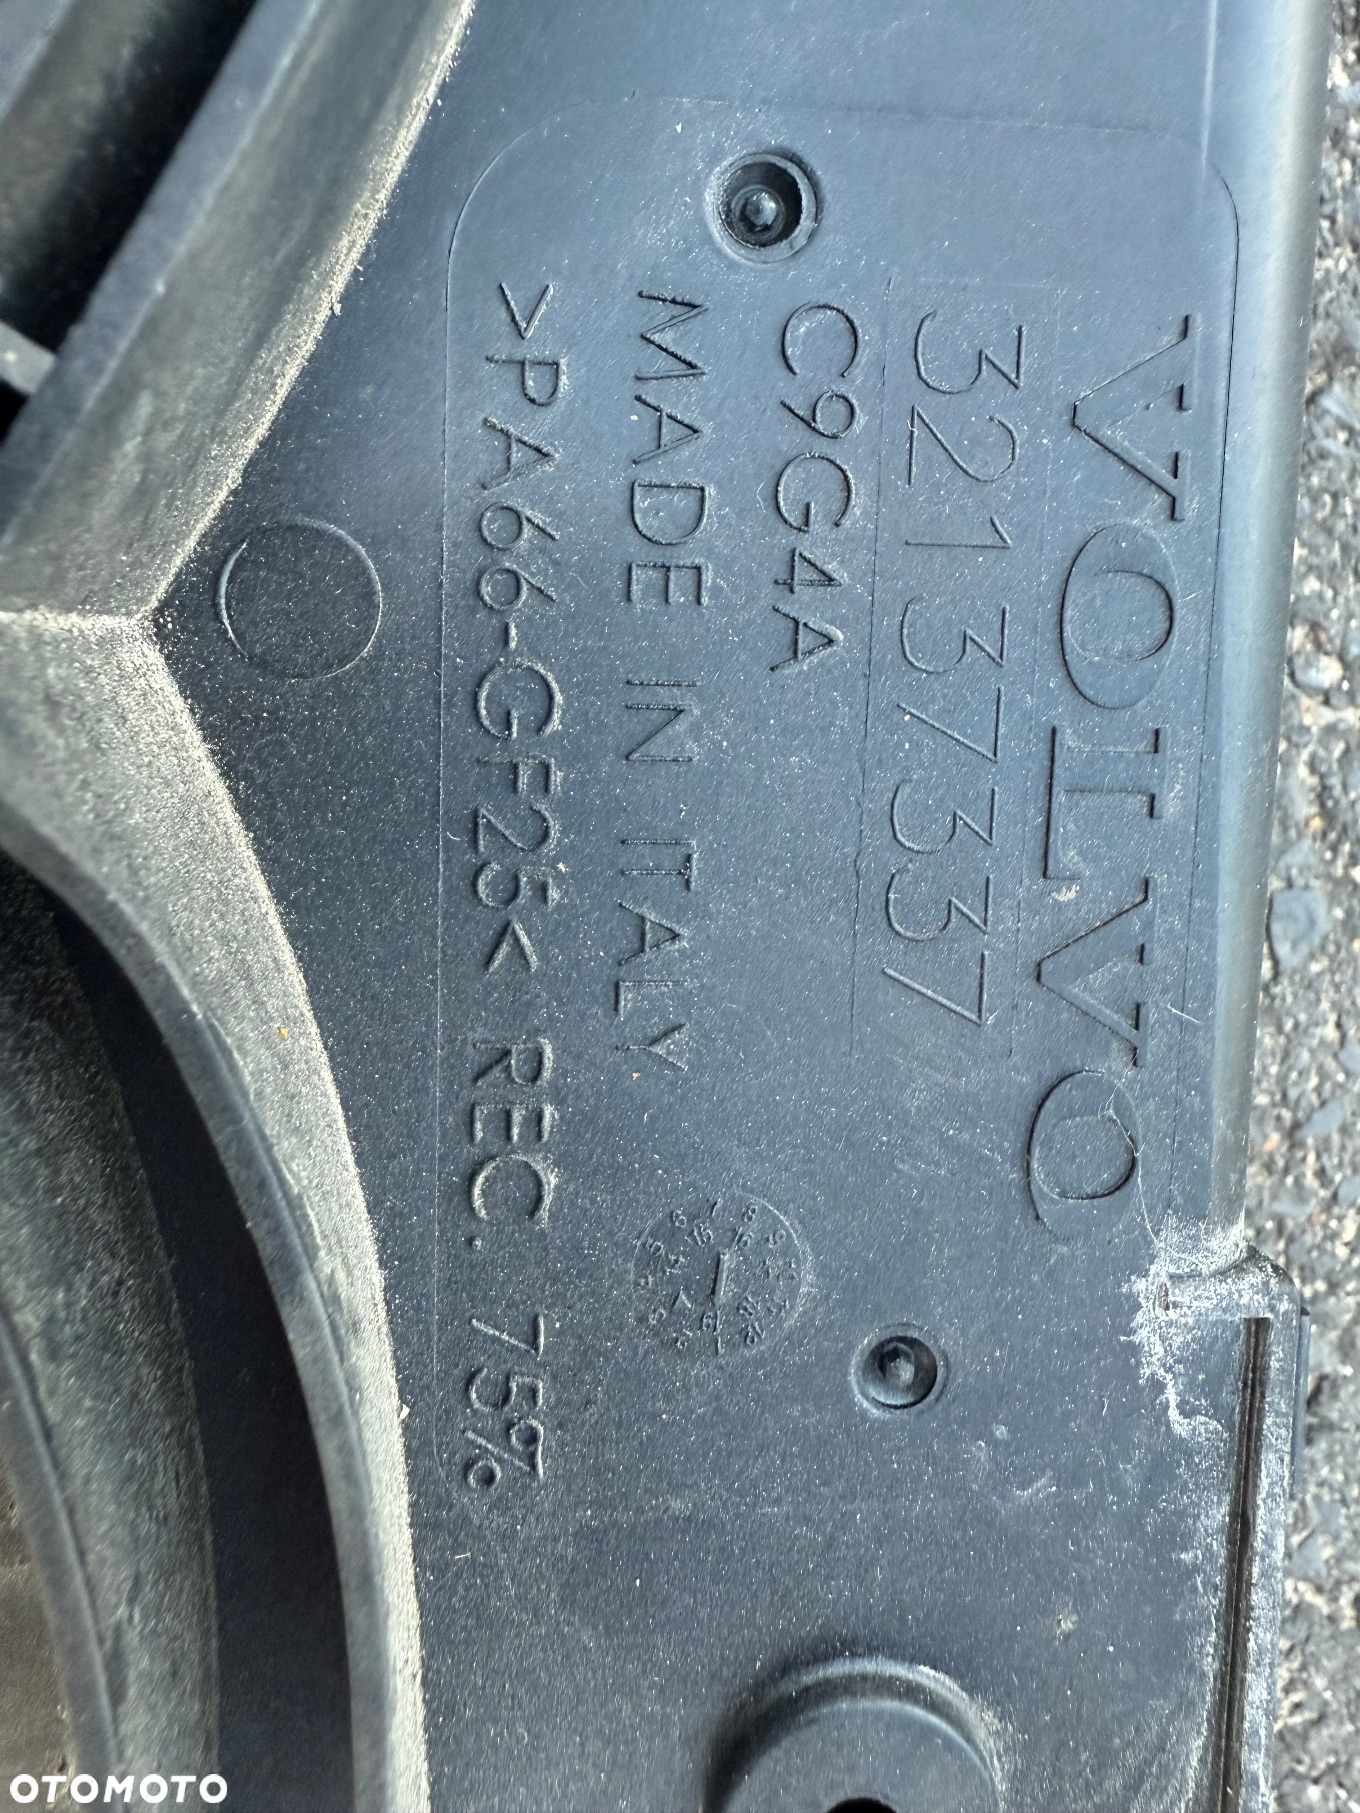 VOLVO
32137337
C9G4A
MADE IN ITALY
>PA66-GF25< REC. 75%
OTOMOTO